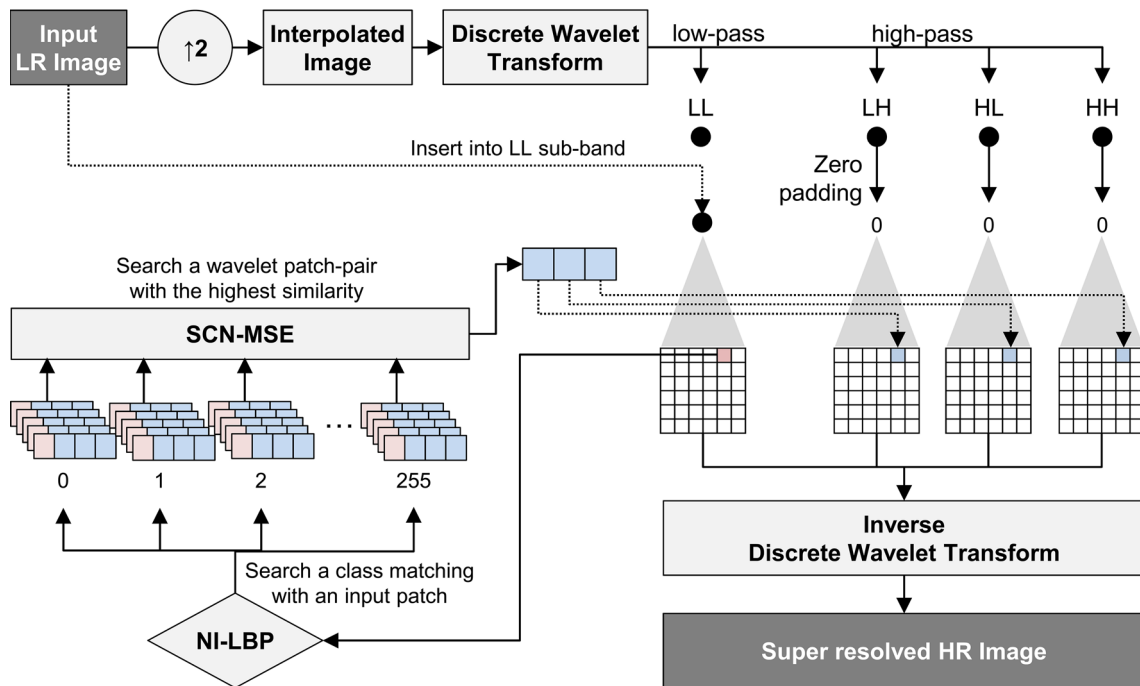 Input
LR Image
↑2
Interpolated
Image
Discrete Wavelet
Transform
low-pass
high-pass
LL
LH
HL
HH
Insert into LL sub-band
Zero
padding
0
0
0
Search a wavelet patch-pair
with the highest similarity
SCN-MSE
...
0
1
2
255
Search a class matching
with an input patch
NI-LBP
Inverse
Discrete Wavelet Transform
Super resolved HR Image